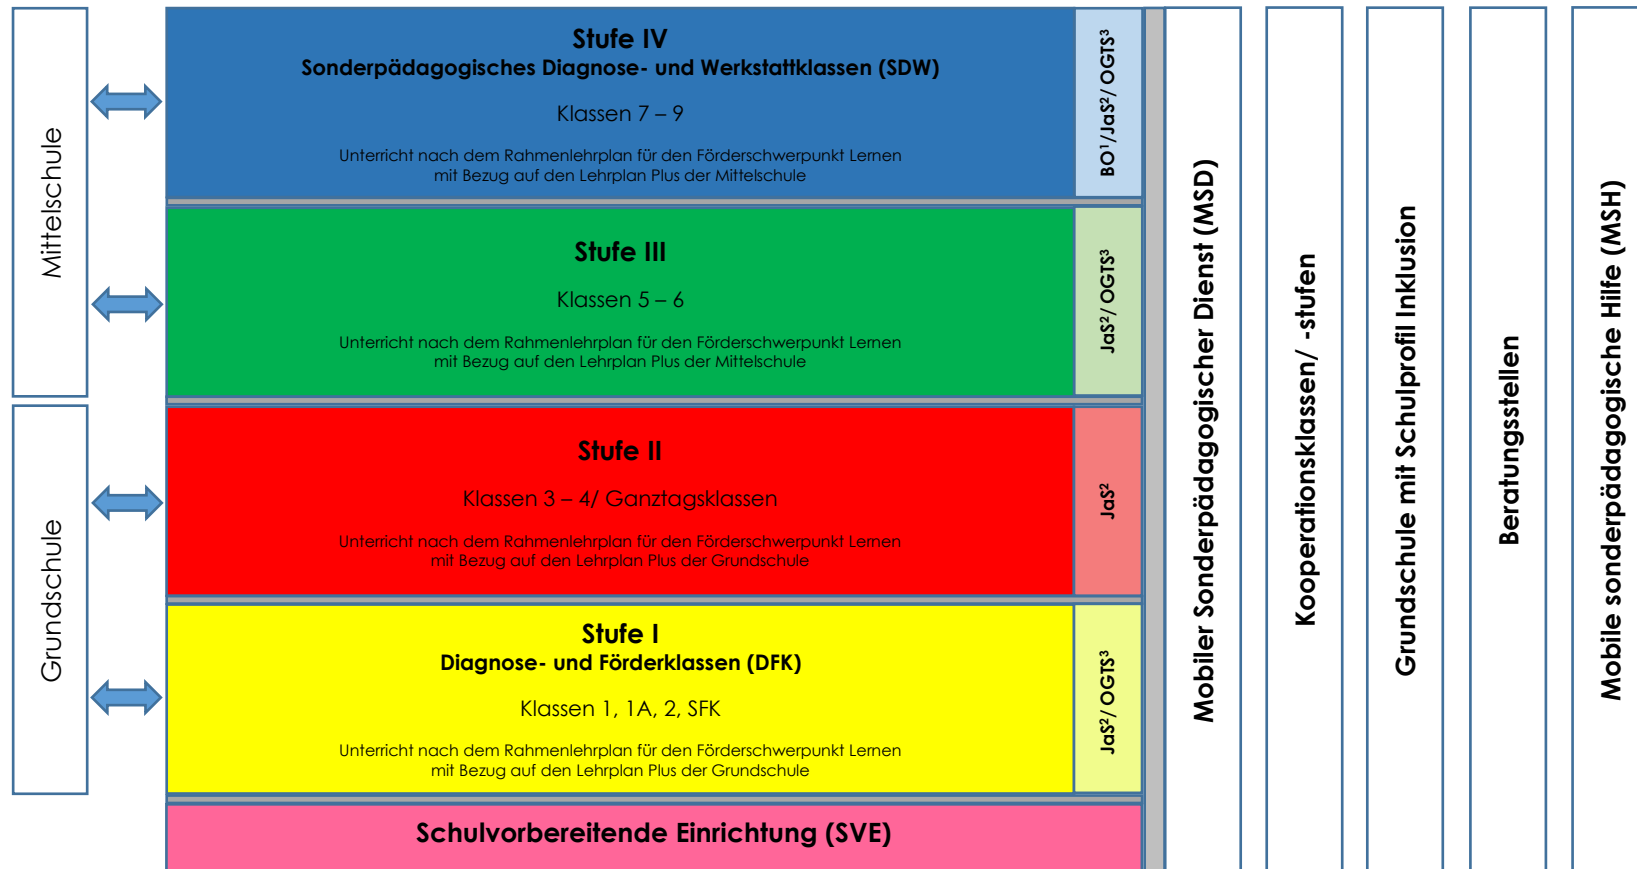 Mittelschule
Grundschule
Stufe IV
Sonderpädagogisches Diagnose- und Werkstattklassen (SDW)
Klassen 7 – 9
Unterricht nach dem Rahmenlehrplan für den Förderschwerpunkt Lernen
mit Bezug auf den Lehrplan Plus der Mittelschule
BO¹/JaS²/ OGTS³
Stufe III
Klassen 5 – 6
Unterricht nach dem Rahmenlehrplan für den Förderschwerpunkt Lernen
mit Bezug auf den Lehrplan Plus der Mittelschule
JaS²/ OGTS³
Stufe II
Klassen 3 – 4/ Ganztagsklassen
Unterricht nach dem Rahmenlehrplan für den Förderschwerpunkt Lernen
mit Bezug auf den Lehrplan Plus der Grundschule
JaS²
Stufe I
Diagnose- und Förderklassen (DFK)
Klassen 1, 1A, 2, SFK
Unterricht nach dem Rahmenlehrplan für den Förderschwerpunkt Lernen
mit Bezug auf den Lehrplan Plus der Grundschule
JaS²/ OGTS³
Schulvorbereitende Einrichtung (SVE)
Mobiler Sonderpädagogischer Dienst (MSD)
Kooperationsklassen/ -stufen
Grundschule mit Schulprofil Inklusion
Beratungsstellen
Mobile sonderpädagogische Hilfe (MSH)